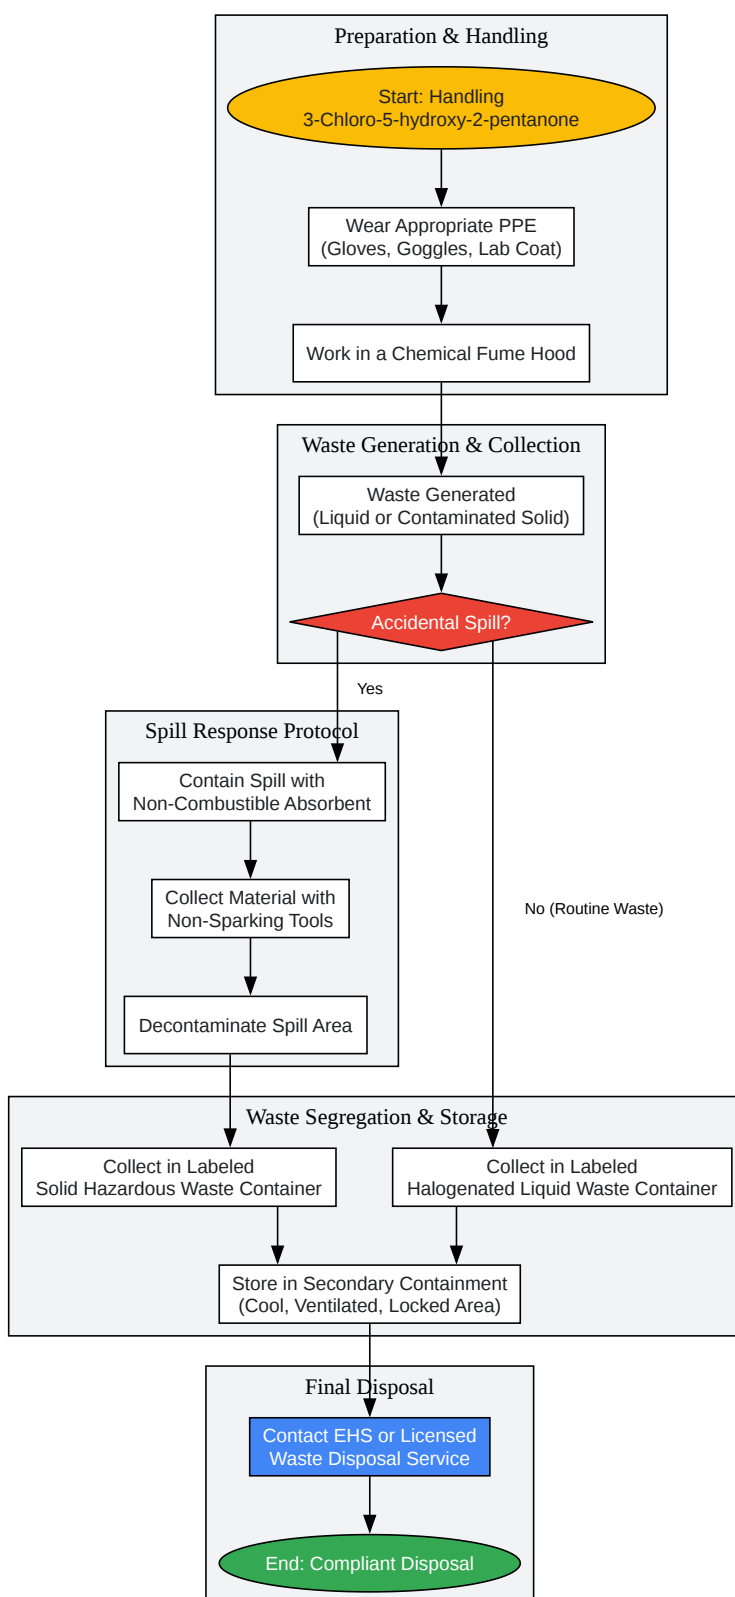 Preparation & Handling
Start: Handling
3-Chloro-5-hydroxy-2-pentanone
Wear Appropriate PPE
(Gloves, Goggles, Lab Coat)
Work in a Chemical Fume Hood
Waste Generation & Collection
Waste Generated
(Liquid or Contaminated Solid)
Accidental Spill?
Yes
Spill Response Protocol
Contain Spill with
Non-Combustible Absorbent
Collect Material with
Non-Sparking Tools
No (Routine Waste)
Decontaminate Spill Area
Waste Segregation & Storage
Collect in Labeled
Solid Hazardous Waste Container
Collect in Labeled
Halogenated Liquid Waste Container
Store in Secondary Containment
(Cool, Ventilated, Locked Area)
Final Disposal
Contact EHS or Licensed
Waste Disposal Service
End: Compliant Disposal